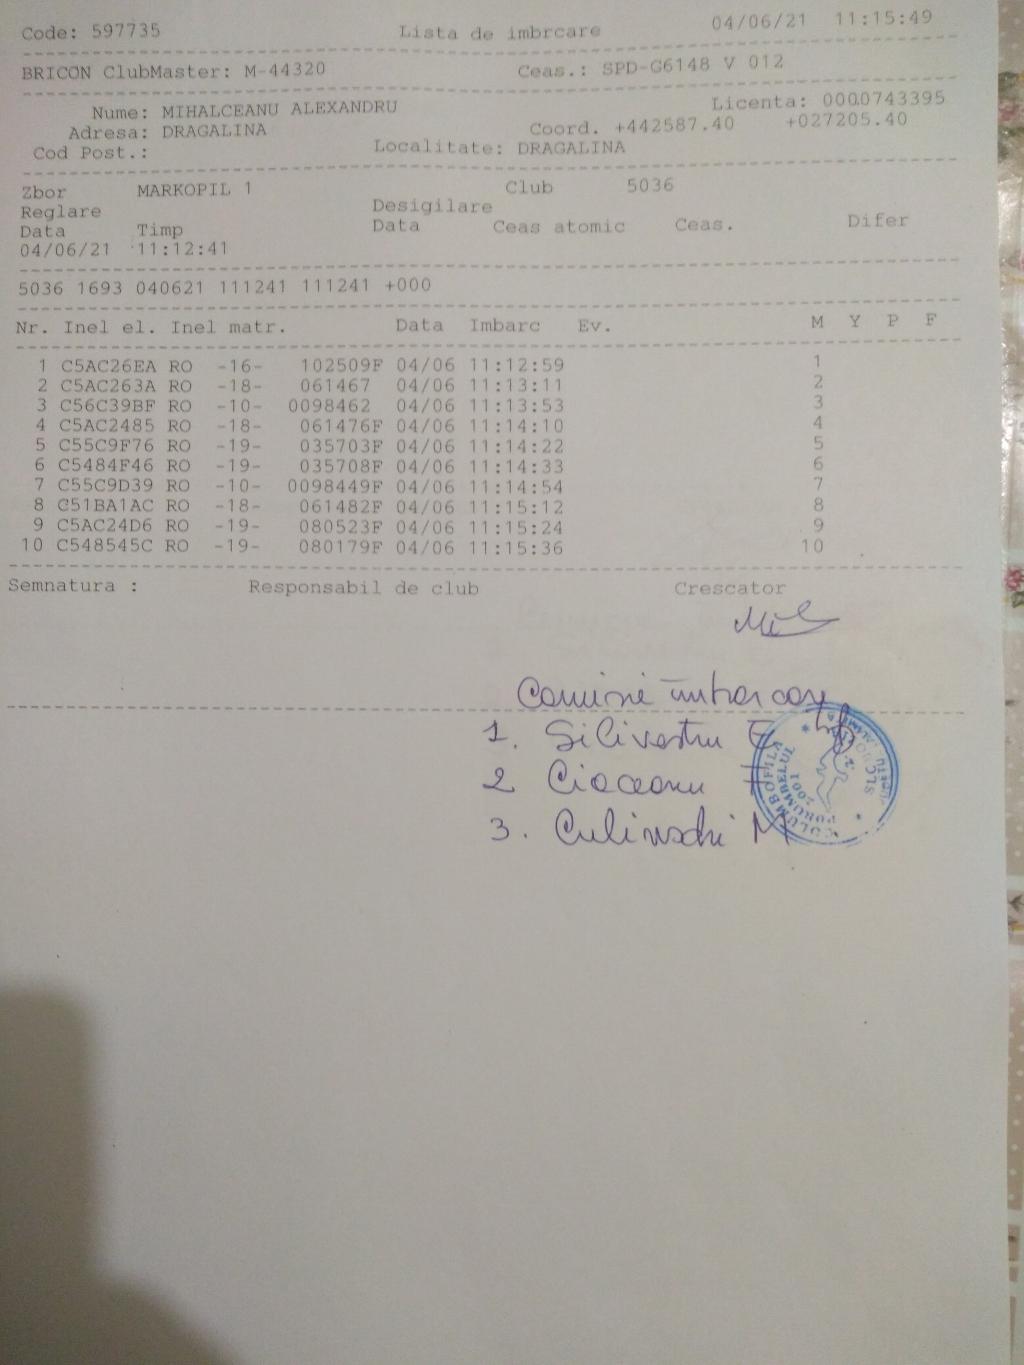 Code: 597735 Lista de imbrcare 04/06/21 11:15:49
BRICON ClubMaster: M-44320 Ceas.: SPD-G6148 V 012
Nume: MIHALCEANU ALEXANDRU Licenta: 0000743395
Adresa: DRAGALINA Coord. +442587.40 +027205.40
Cod Post.: Localitate: DRAGALINA
Zbor MARKOPIL 1 Club 5036
Reglare Desigilare
Data Timp Data Ceas atomic Ceas. Difer
04/06/21 11:12:41
5036 1693 040621 111241 111241 +000
Nr. Inel el. Inel matr. Data Imbarc Ev. M Y P F
1 C5AC26EA RO -16- 102509F 04/06 11:12:59 1
2 C5AC263A RO -18- 061467 04/06 11:13:11 2
3 C56C39BF RO -10- 0098462 04/06 11:13:53 3
4 C5AC2485 RO -18- 061476F 04/06 11:14:10 4
5 C55C9F76 RO -19- 035703F 04/06 11:14:22 5
6 C5484F46 RO -19- 035708F 04/06 11:14:33 6
7 C55C9D39 RO -10- 0098449F 04/06 11:14:54 7
8 C51BA1AC RO -18- 061482F 04/06 11:15:12 8
9 C5AC24D6 RO -19- 080523F 04/06 11:15:24 9
10 C548545C RO -19- 080179F 04/06 11:15:36 10
Semnatura : Responsabil de club Crescator
Comisie imbarcare
1. Silivestru E
2 Cioceanu F
3. Culinschi M
COLUMBOFILA
PORUMBELUL
2001